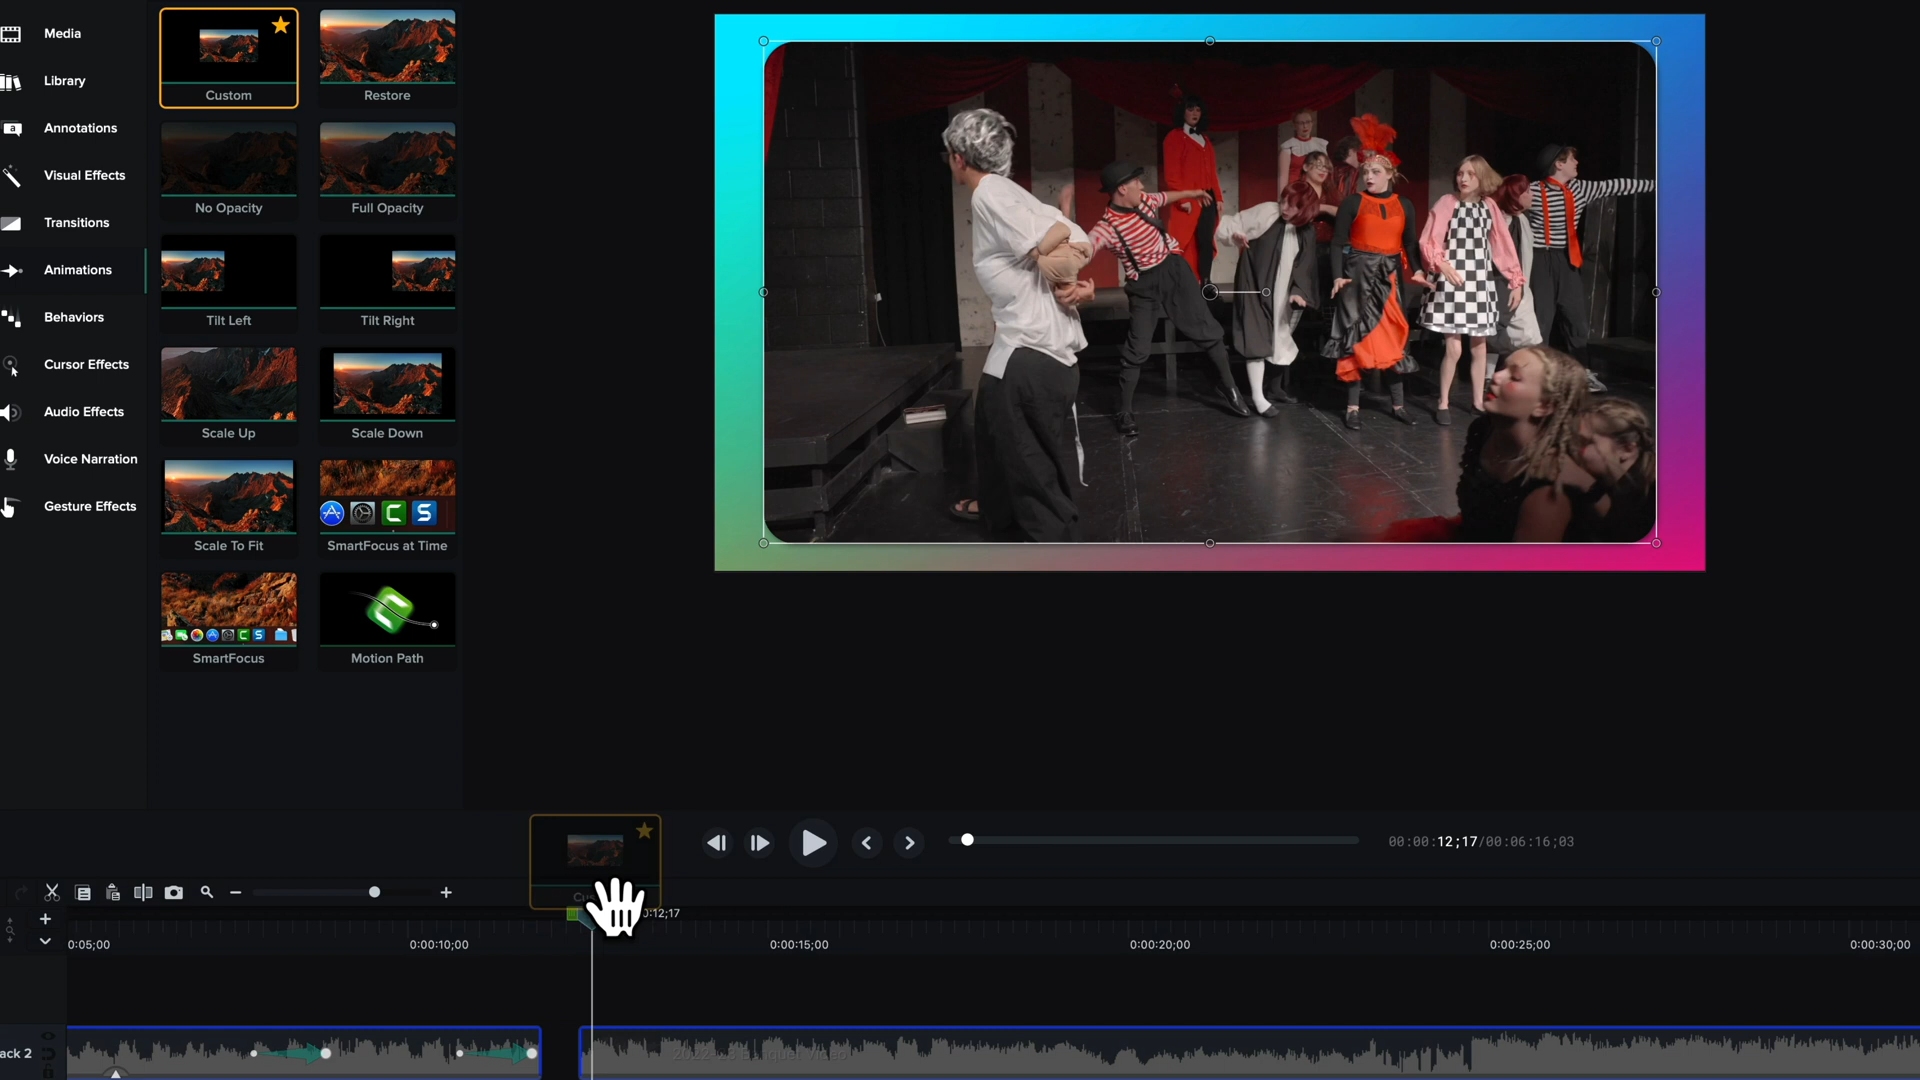 Media
Library
Annotations
Visual Effects
Transitions
Animations
Behaviors
Cursor Effects
Audio Effects
Voice Narration
Gesture Effects
Custom
Restore
No Opacity
Full Opacity
Tilt Left
Tilt Right
Scale Up
Scale Down
Scale To Fit
SmartFocus at Time
SmartFocus
Motion Path
00:00:12;17/00:06:16;03
0:12;17
0:05;00
0:00:10;00
0:00:15;00
0:00:20;00
0:00:25;00
0:00:30;00
ack 2